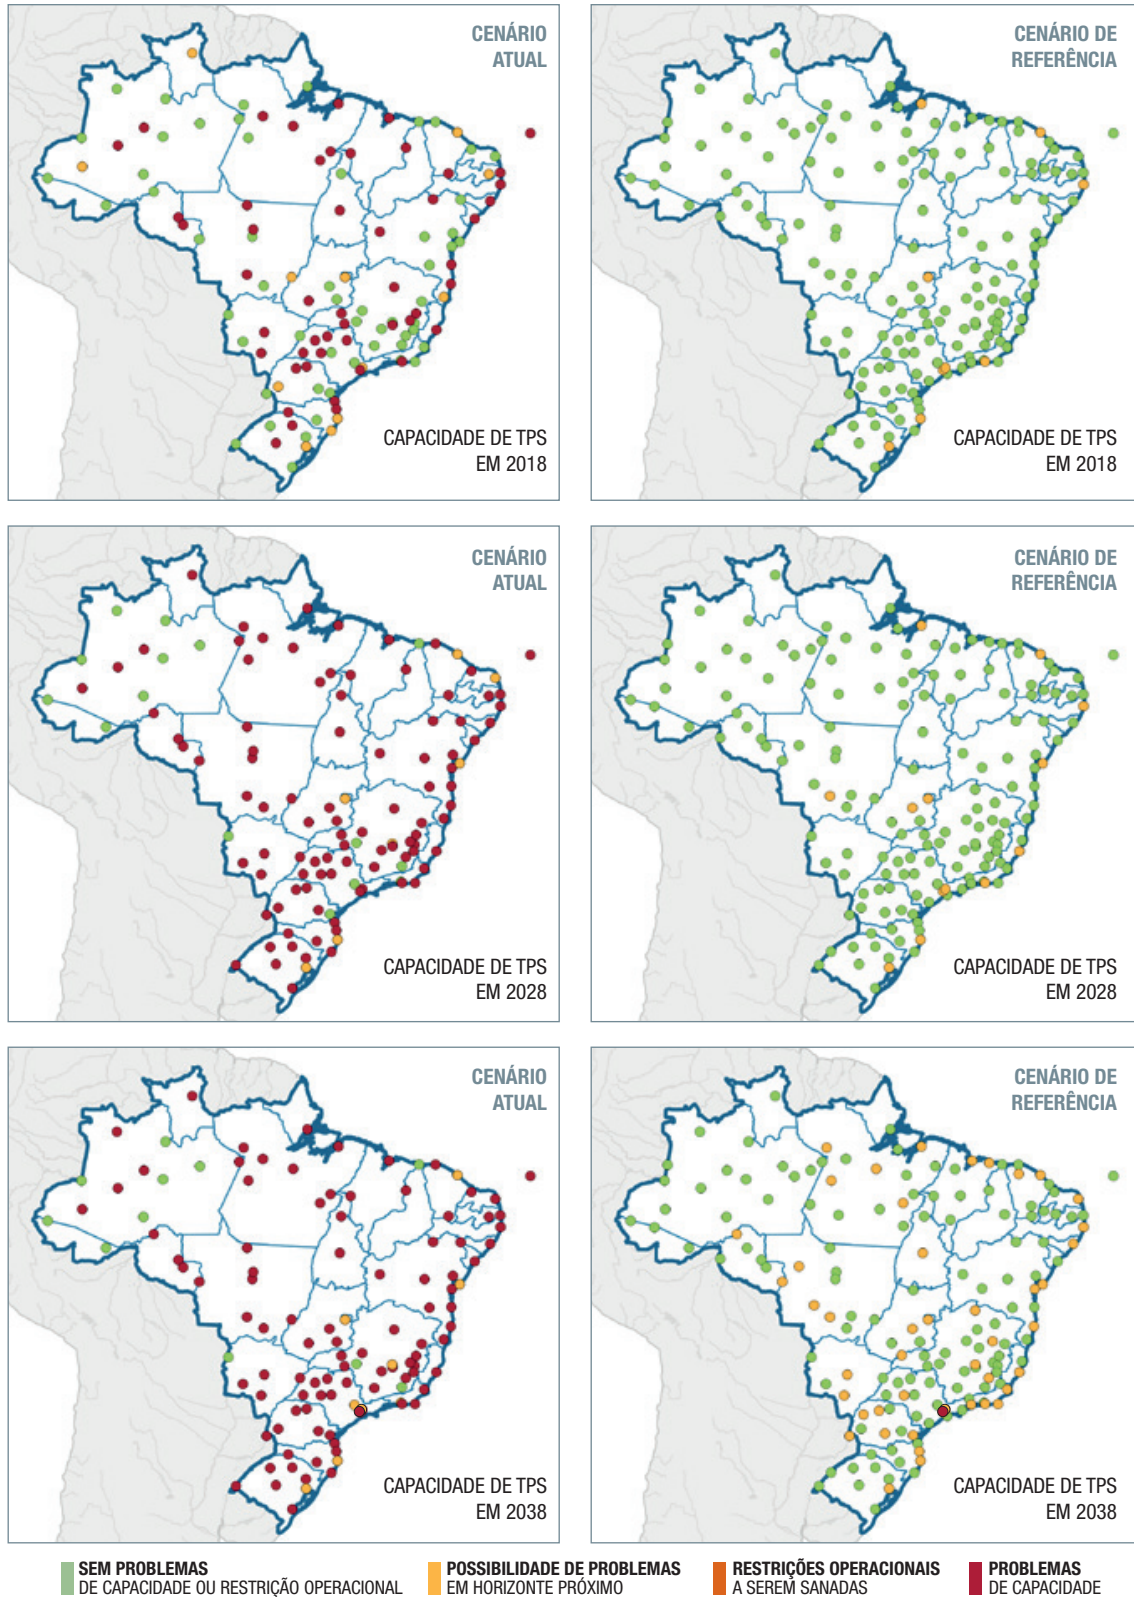 CENÁRIO
ATUAL
CAPACIDADE DE TPS
EM 2018
CENÁRIO DE
REFERÊNCIA
CAPACIDADE DE TPS
EM 2018
CENÁRIO
ATUAL
CAPACIDADE DE TPS
EM 2028
CENÁRIO DE
REFERÊNCIA
CAPACIDADE DE TPS
EM 2028
CENÁRIO
ATUAL
CAPACIDADE DE TPS
EM 2038
CENÁRIO DE
REFERÊNCIA
CAPACIDADE DE TPS
EM 2038
SEM PROBLEMAS
DE CAPACIDADE OU RESTRIÇÃO OPERACIONAL
POSSIBILIDADE DE PROBLEMAS
EM HORIZONTE PRÓXIMO
RESTRIÇÕES OPERACIONAIS
A SEREM SANADAS
PROBLEMAS
DE CAPACIDADE